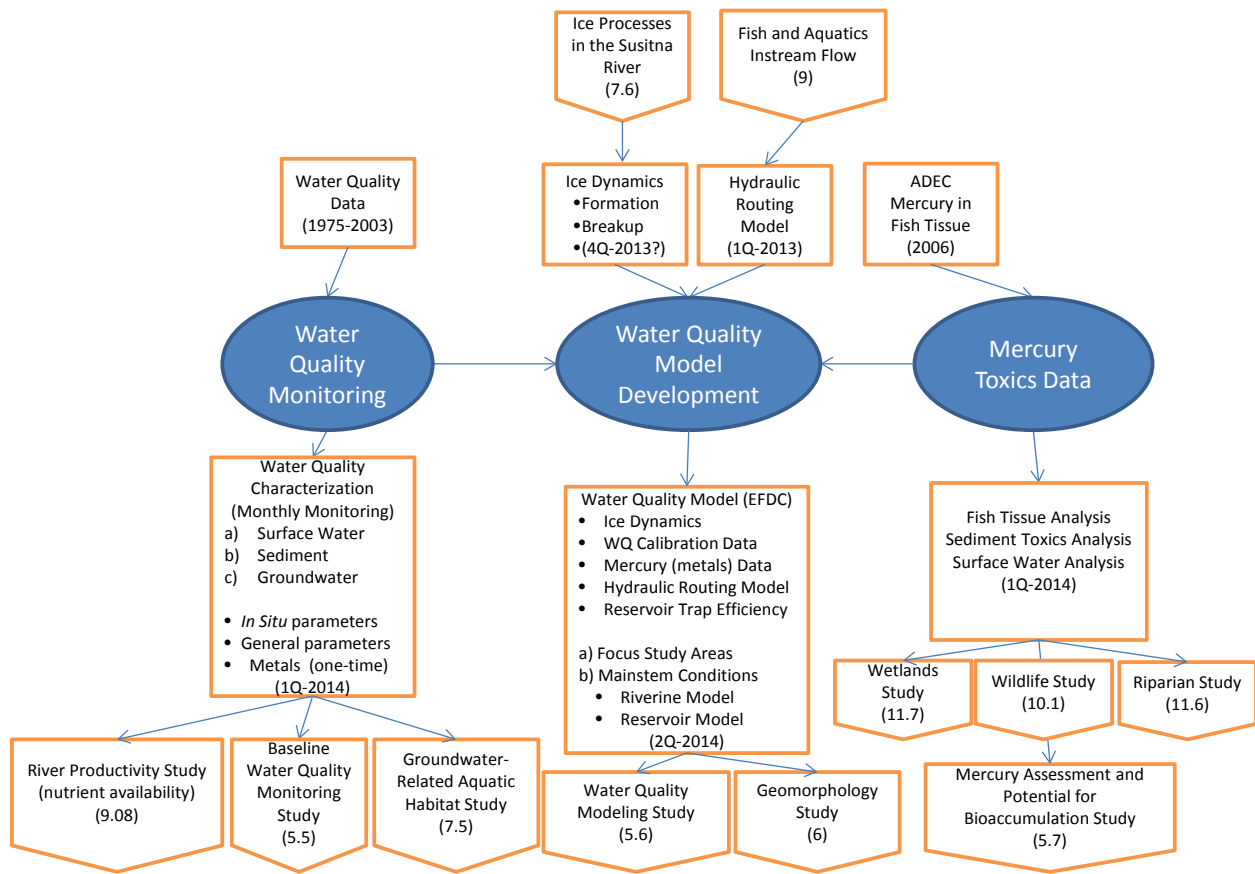 Ice Processes
in the Susitna
River
(7.6)
Fish and Aquatics
Instream Flow
(9)
Water Quality
Data
(1975-2003)
Ice Dynamics
•Formation
•Breakup
•(4Q-2013?)
Hydraulic
Routing
Model
(1Q-2013)
ADEC
Mercury in
Fish Tissue
(2006)
Water
Quality
Monitoring
Water Quality
Model
Development
Mercury
Toxics Data
Water Quality
Characterization
(Monthly Monitoring)
a) Surface Water
b) Sediment
c) Groundwater
• In Situ parameters
• General parameters
• Metals (one-time)
(1Q-2014)
Water Quality Model (EFDC)
• Ice Dynamics
• WQ Calibration Data
• Mercury (metals) Data
• Hydraulic Routing Model
• Reservoir Trap Efficiency
a) Focus Study Areas
b) Mainstem Conditions
• Riverine Model
• Reservoir Model
(2Q-2014)
Fish Tissue Analysis
Sediment Toxics Analysis
Surface Water Analysis
(1Q-2014)
Wetlands
Study
(11.7)
Wildlife Study
(10.1)
Riparian Study
(11.6)
River Productivity Study
(nutrient availability)
(9.08)
Baseline
Water Quality
Monitoring
Study
(5.5)
Groundwater-
Related Aquatic
Habitat Study
(7.5)
Water Quality
Modeling Study
(5.6)
Geomorphology
Study
(6)
Mercury Assessment and
Potential for
Bioaccumulation Study
(5.7)